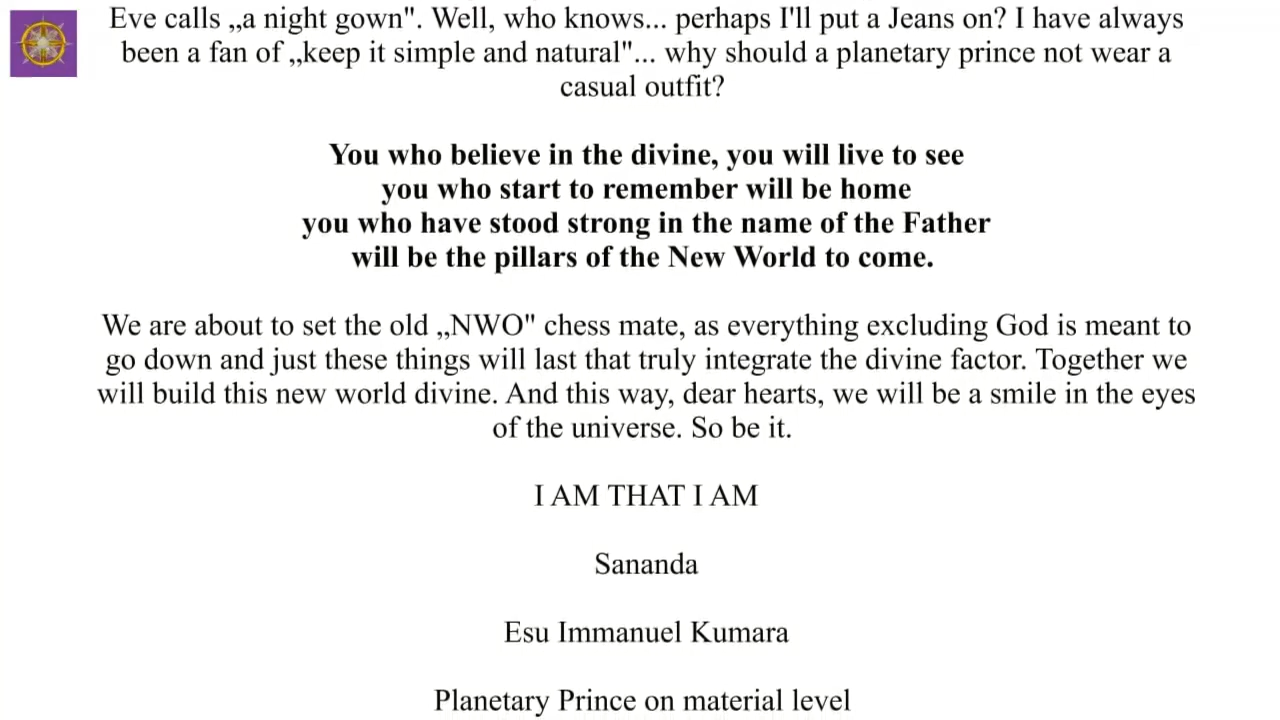 Eve calls „a night gown". Well, who knows... perhaps I'll put a Jeans on? I have always
been a fan of „keep it simple and natural"... why should a planetary prince not wear a
casual outfit?
You who believe in the divine, you will live to see
you who start to remember will be home
you who have stood strong in the name of the Father
will be the pillars of the New World to come.
We are about to set the old „NWO" chess mate, as everything excluding God is meant to
go down and just these things will last that truly integrate the divine factor. Together we
will build this new world divine. And this way, dear hearts, we will be a smile in the eyes
of the universe. So be it.
I AM THAT I AM
Sananda
Esu Immanuel Kumara
Planetary Prince on material level